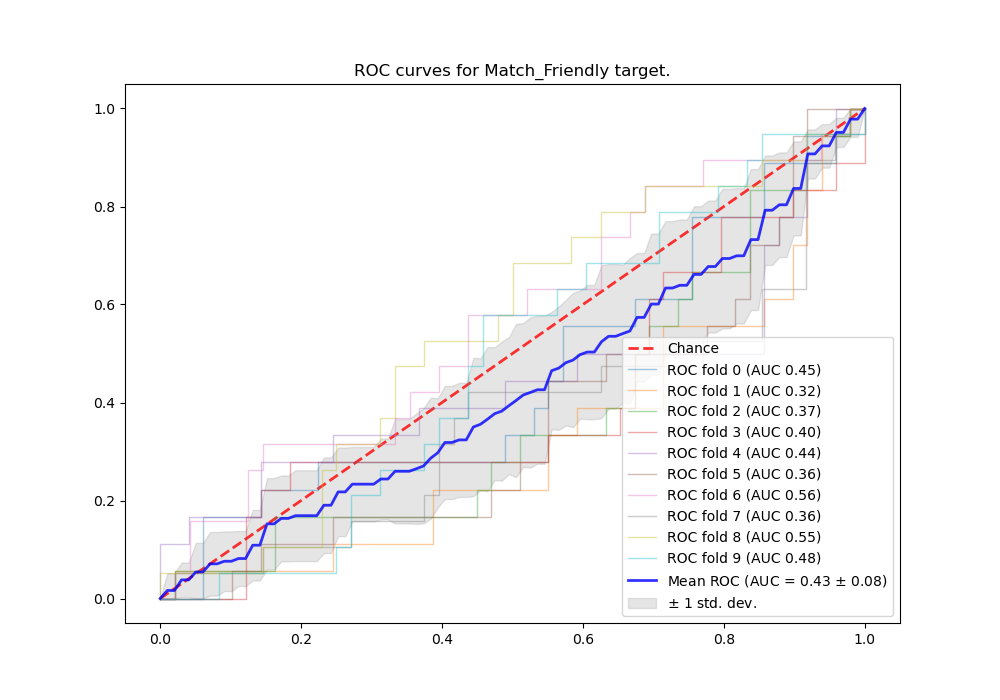 ROC curves for Match_Friendly target.
1.0
0.8
0.6
0.4
0.2
0.0
0.0 0.2 0.4 0.6 0.8 1.0
Chance
ROC fold 0 (AUC 0.45)
ROC fold 1 (AUC 0.32)
ROC fold 2 (AUC 0.37)
ROC fold 3 (AUC 0.40)
ROC fold 4 (AUC 0.44)
ROC fold 5 (AUC 0.36)
ROC fold 6 (AUC 0.56)
ROC fold 7 (AUC 0.36)
ROC fold 8 (AUC 0.55)
ROC fold 9 (AUC 0.48)
Mean ROC (AUC = 0.43 ± 0.08)
± 1 std. dev.